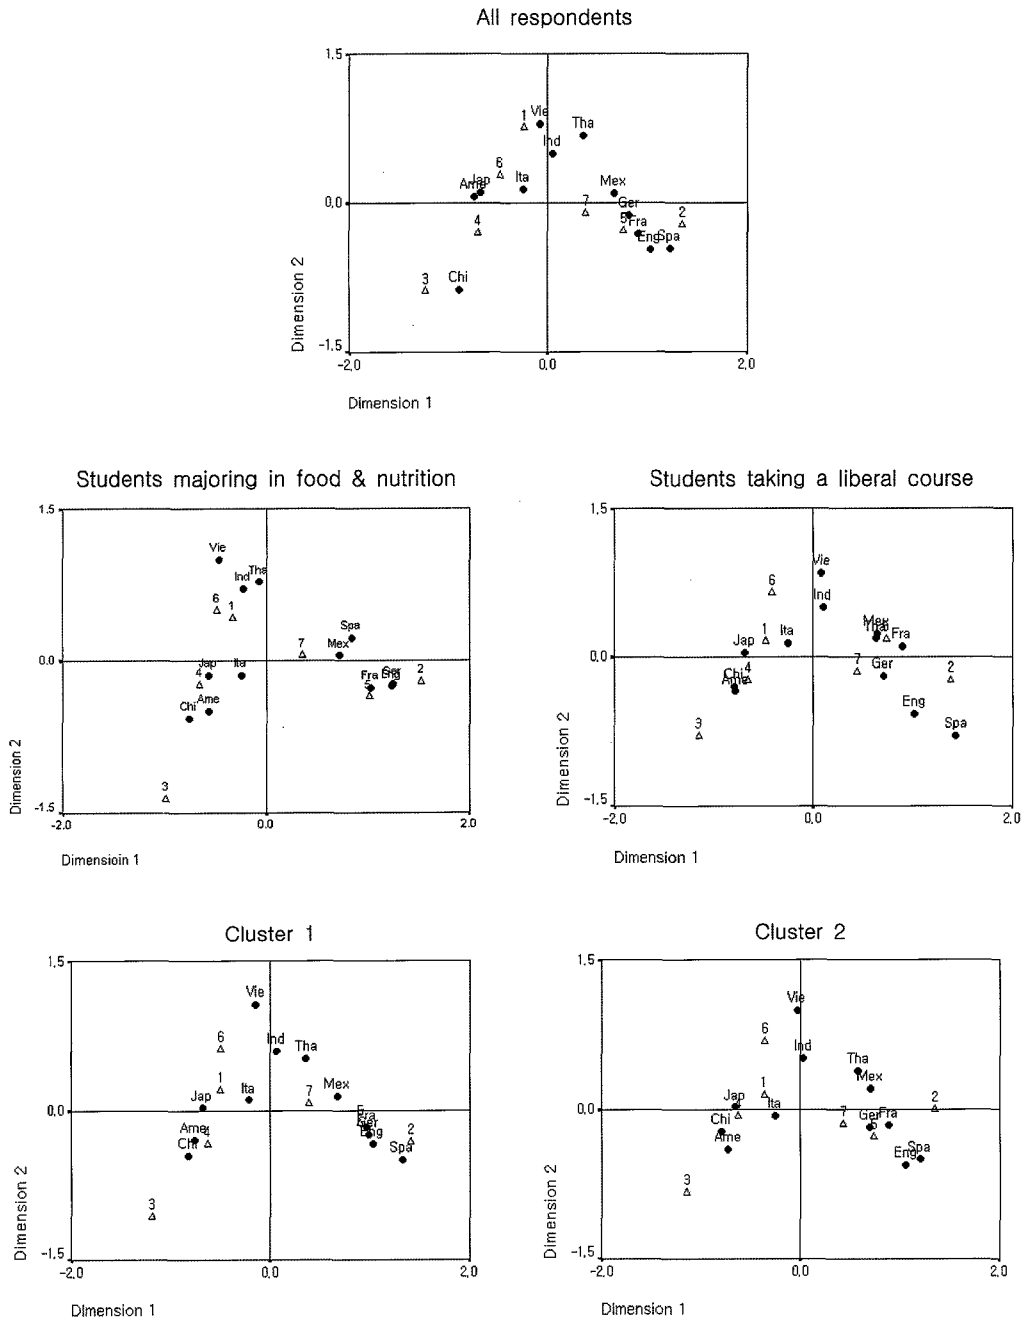 All respondents
1.5
Vie
1
Tha
Ind
6
Jap
Ame
Ita
Mex
0.0
7
Ger
2
5
Fra
4
Eng
Spa
3
Chi
Dimension 2
-1.5
-2.0
0.0
2.0
Dimension 1
Students majoring in food & nutrition
1.5
Vie
Tha
Ind
6
1
Spa
7
Mex
0.0
Jap
Ita
4
Fra
Ger
Eng
2
5
Ame
Chi
3
Dimension 2
-1.5
-2.0
0.0
2.0
Dimensioin 1
Students taking a liberal course
1.5
Vie
6
Ind
1
Ita
Mex
Thai
Fra
Jap
0.0
Chi
4
Ame
7
Ger
2
Eng
3
Spa
Dimension 2
-1.5
-2.0
0.0
2.0
Dimension 1
Cluster 1
1.5
Vie
6
Ind
Tha
1
Ita
7
Mex
Jap
0.0
5
Fra
Ger
Eng
Ame
4
Chi
2
Spa
3
Dimension 2
-1.5
-2.0
0.0
2.0
Dimension 1
Cluster 2
1.5
Vie
6
Ind
Tha
1
Mex
Jap
Ita
2
0.0
Chi
7
Ger
Fra
5
Ame
Eng
Spa
3
Dimension 2
-1.5
-2.0
0.0
2.0
Dimension 1